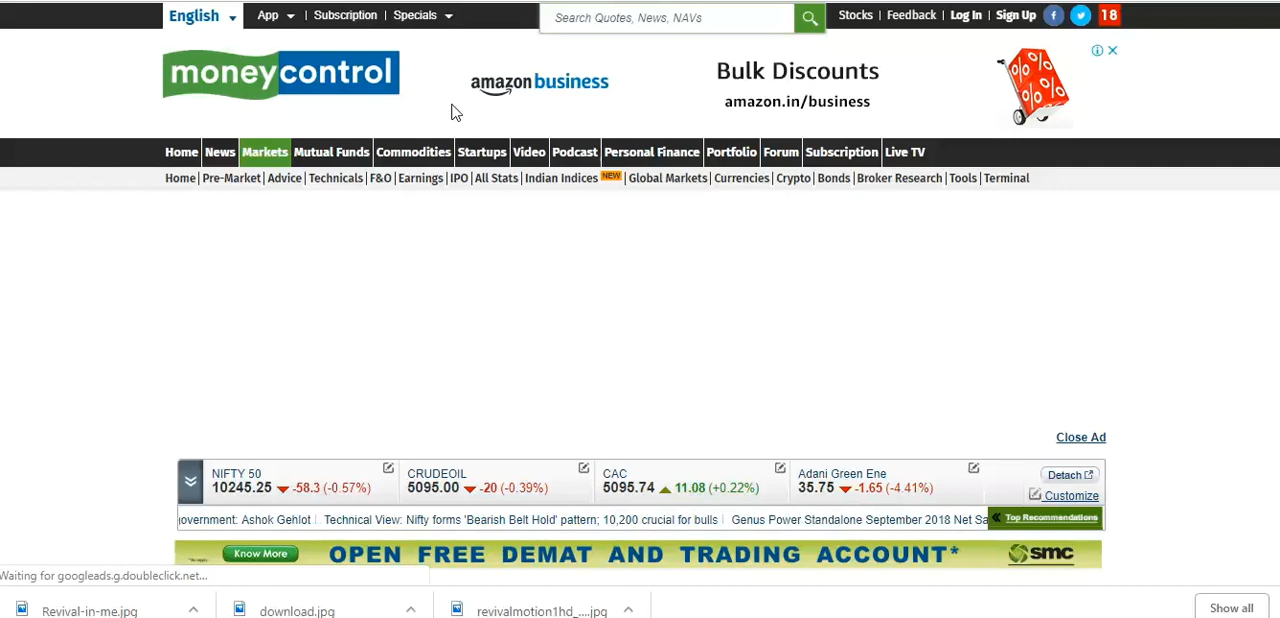 English App | Subscription | Specials Search Quotes, News, NAVs Stocks | Feedback | Log In | Sign Up f 18
moneycontrol
amazon business
Bulk Discounts
amazon.in/business
Home News Markets Mutual Funds Commodities Startups Video Podcast Personal Finance Portfolio Forum Subscription Live TV
Home | Pre-Market | Advice | Technicals | F&O | Earnings | IPO | All Stats | Indian Indices NEW | Global Markets | Currencies | Crypto | Bonds | Broker Research | Tools | Terminal
Close Ad
NIFTY 50 CRUDEOIL CAC Adani Green Ene Detach
10245.25 -58.3 (-0.57%) 5095.00 -20 (-0.39%) 5095.74 11.08 (+0.22%) 35.75 -1.65 (-4.41%) Customize
overnment: Ashok Gehlot | Technical View: Nifty forms 'Bearish Belt Hold' pattern; 10,200 crucial for bulls | Genus Power Standalone September 2018 Net Sa « Top Recommendations
Know More OPEN FREE DEMAT AND TRADING ACCOUNT* smc
Waiting for googleads.g.doubleclick.net...
Revival-in-me.jpg download.jpg revivalmotion1hd_....jpg Show all